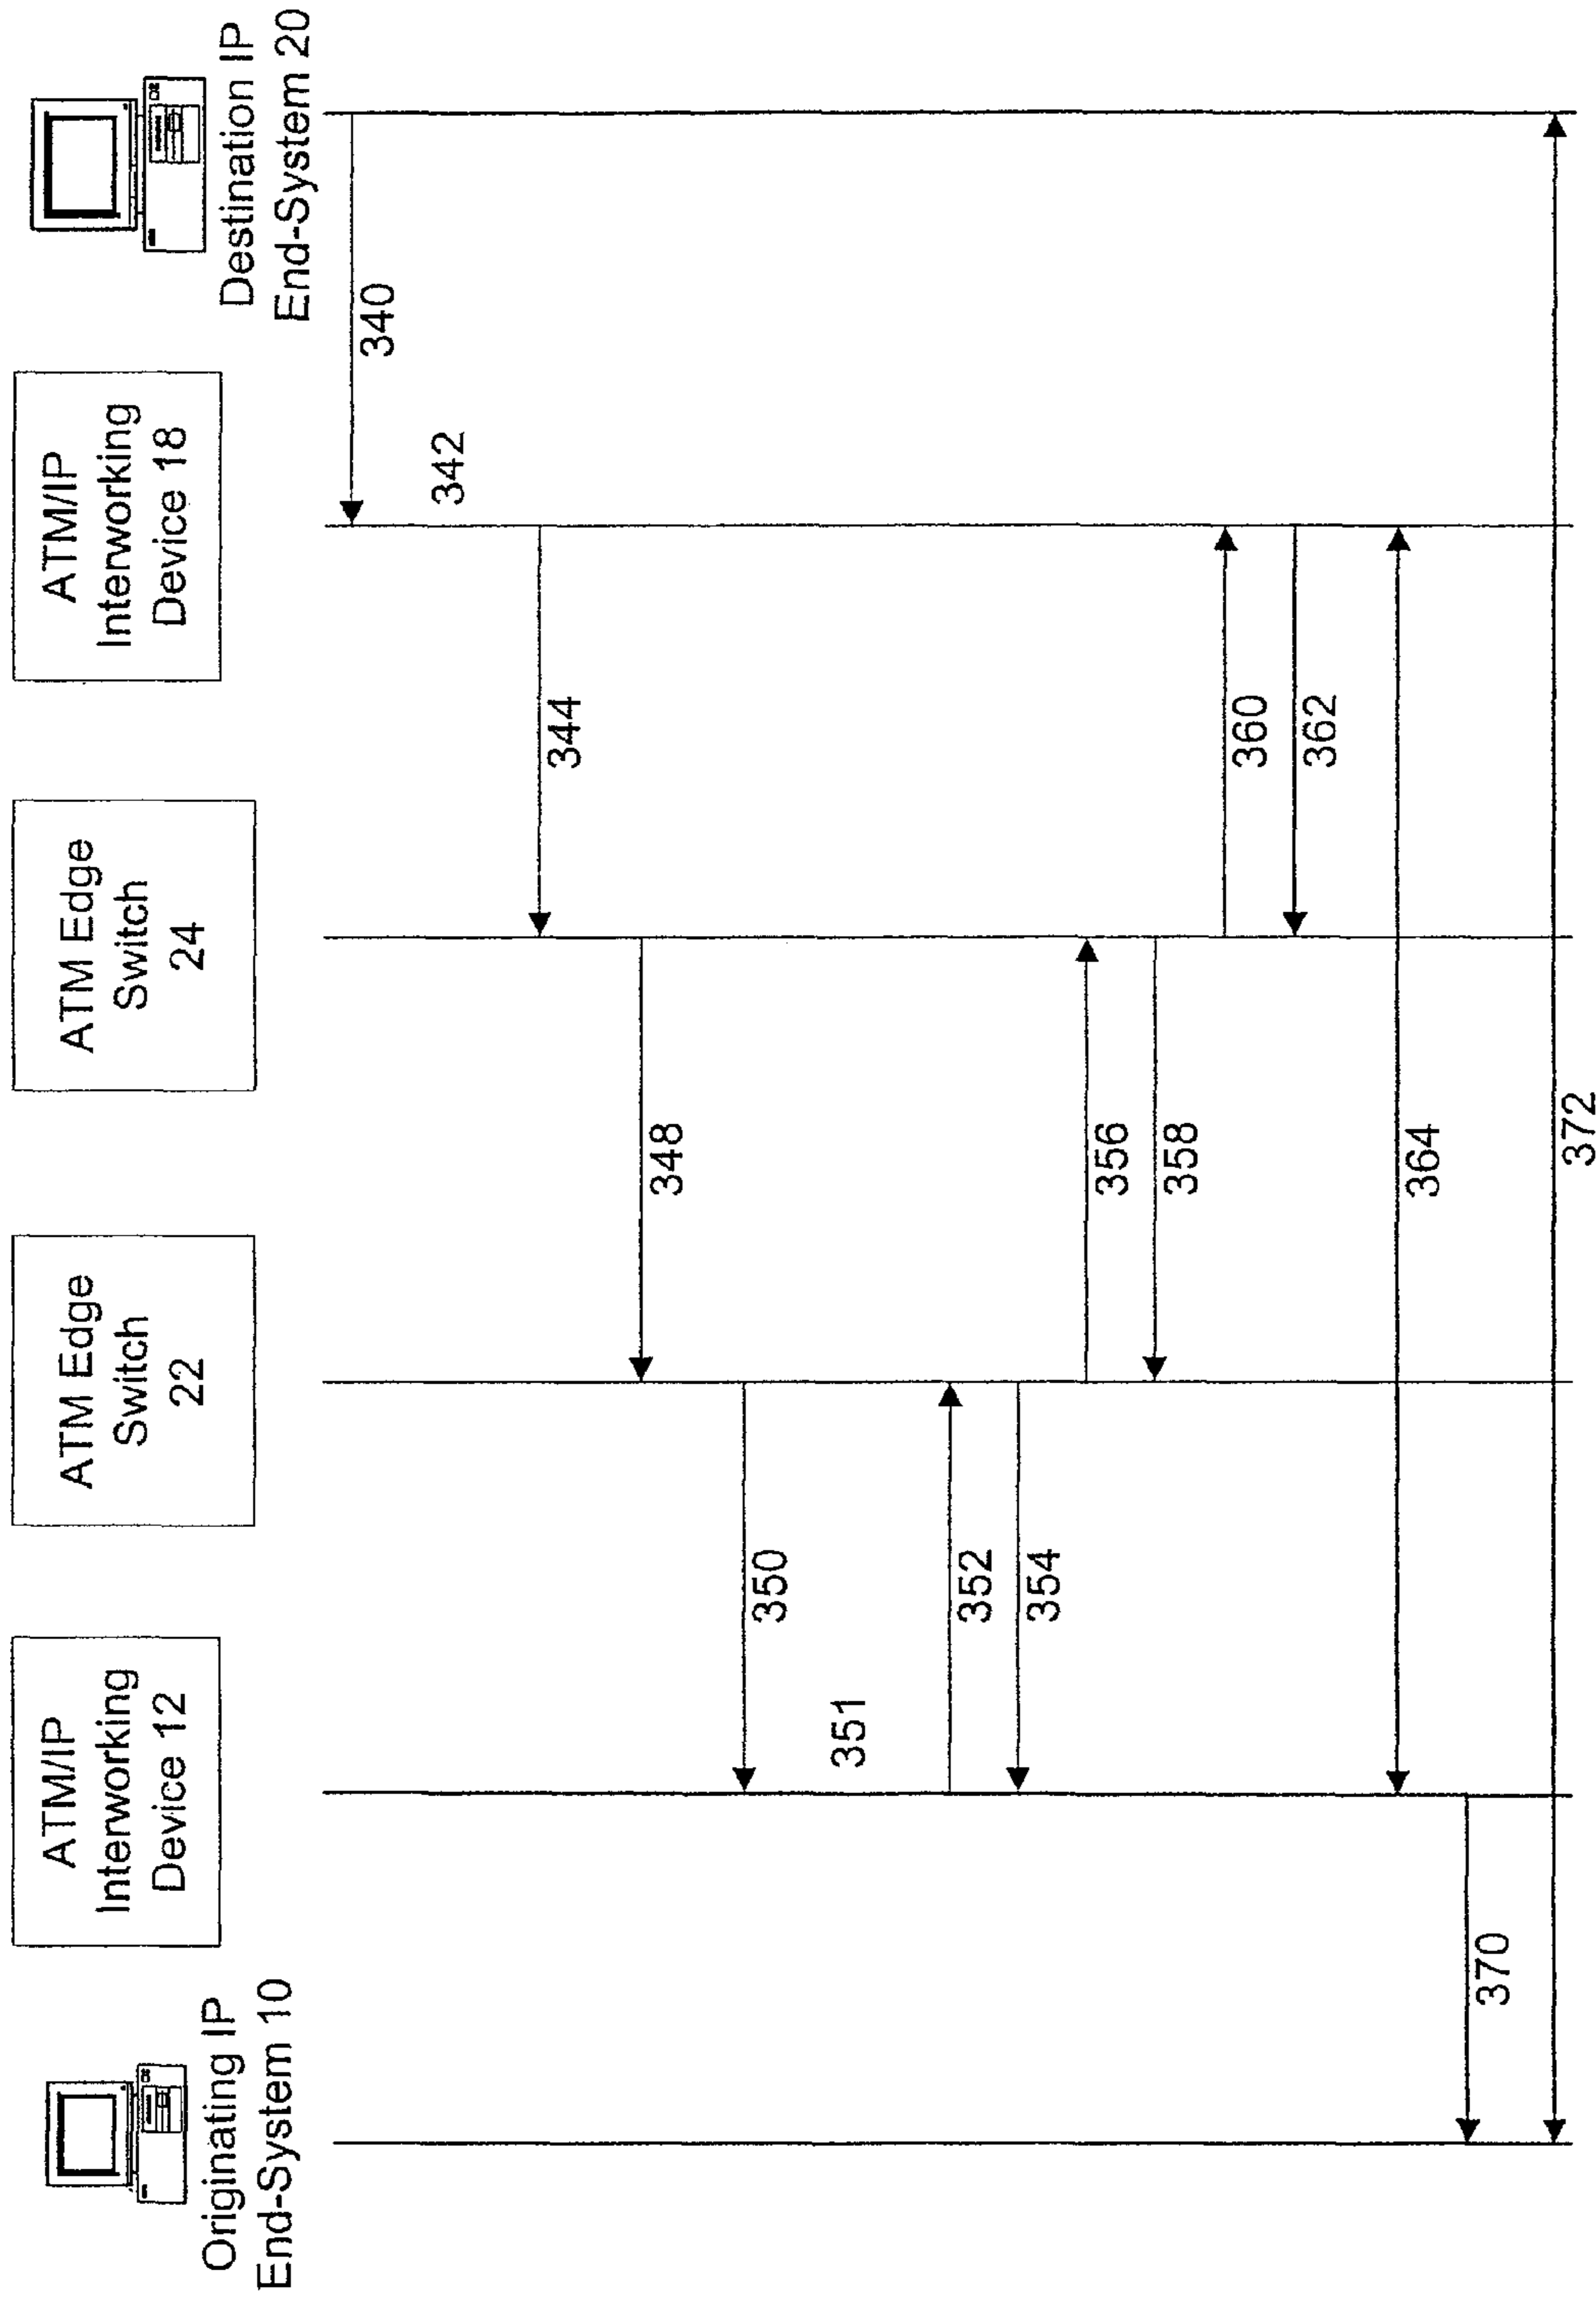 Originating IP
End-System 10
ATM/IP
Interworking
Device 12
ATM Edge
Switch
22
ATM Edge
Switch
24
ATM/IP
Interworking
Device 18
Destination IP
End-System 20
340
342
344
348
350
351
352
354
356
358
360
362
364
370
372